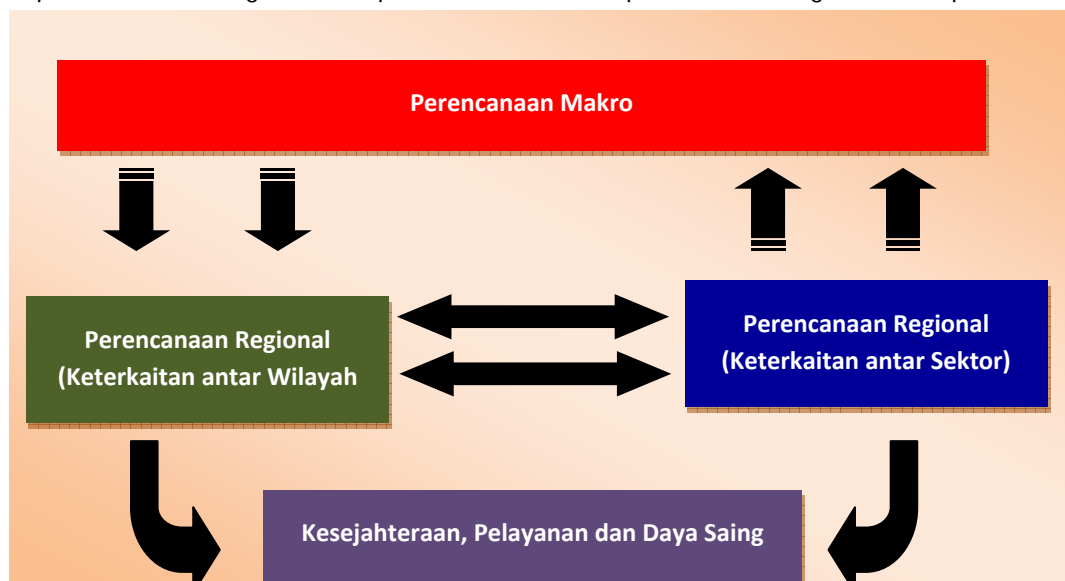 Perencanaan Makro
Perencanaan Regional
(Keterkaitan antar Wilayah
Perencanaan Regional
(Keterkaitan antar Sektor)
Kesejahteraan, Pelayanan dan Daya Saing